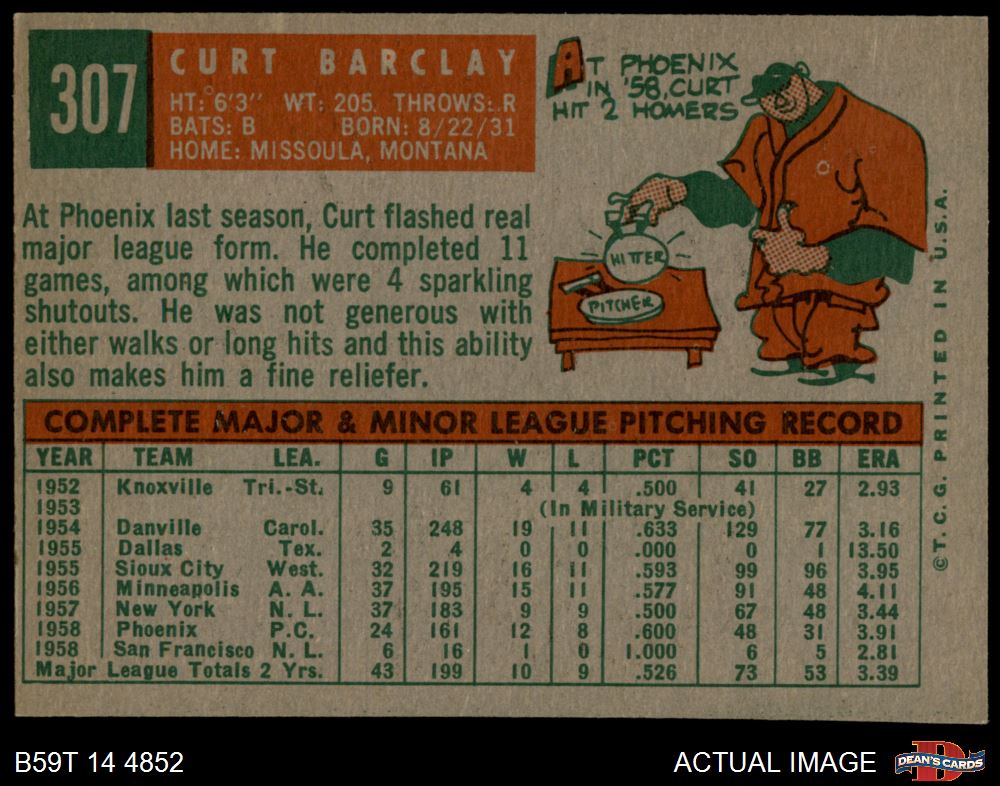 307
CURT BARCLAY
HT: 6'3" WT: 205. THROWS: R
BATS: B BORN: 8/22/31
HOME: MISSOULA, MONTANA
AT PHOENIX
IN '58, CURT
HIT 2 HOMERS
HITTER
PITCHER
At Phoenix last season, Curt flashed real
major league form. He completed 11
games, among which were 4 sparkling
shutouts. He was not generous with
either walks or long hits and this ability
also makes him a fine reliefer.
COMPLETE MAJOR & MINOR LEAGUE PITCHING RECORD
YEAR TEAM LEA. G IP W L PCT SO BB ERA
1952 Knoxville Tri.-St. 9 61 4 4 .500 41 27 2.93
1953 (In Military Service)
1954 Danville Carol. 35 248 19 11 .633 129 77 3.16
1955 Dallas Tex. 2 4 0 0 .000 0 1 13.50
1955 Sioux City West. 32 219 16 11 .593 99 96 3.95
1956 Minneapolis A. A. 37 195 15 11 .577 91 48 4.11
1957 New York N. L. 37 183 9 9 .500 67 48 3.44
1958 Phoenix P.C. 24 161 12 8 .600 48 31 3.91
1958 San Francisco N. L. 6 16 1 0 1.000 6 5 2.81
Major League Totals 2 Yrs. 43 199 10 9 .526 73 53 3.39
© T. C. G. PRINTED IN U.S.A.
B59T 14 4852
ACTUAL IMAGE
D
DEAN'S CARDS